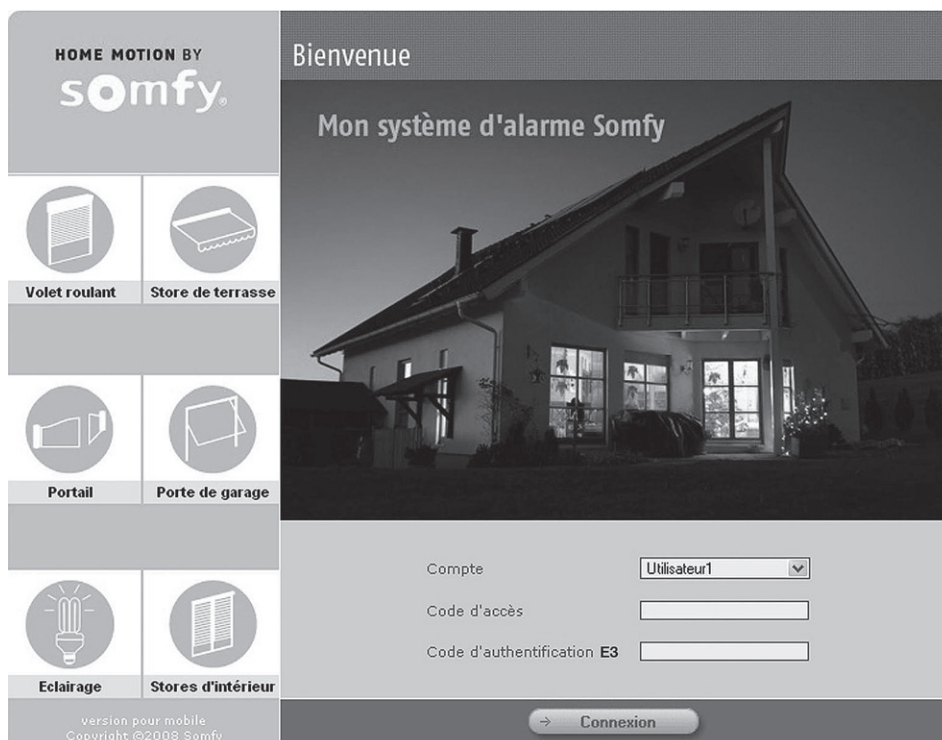 HOME MOTION BY
somfy®
Bienvenue
Mon système d'alarme Somfy
Volet roulant
Store de terrasse
Portail
Porte de garage
Eclairage
Stores d'intérieur
Compte
Utilisateur1
Code d'accès
Code d'authentification E3
→ Connexion
version pour mobile
Copyright ©2008 Somfy